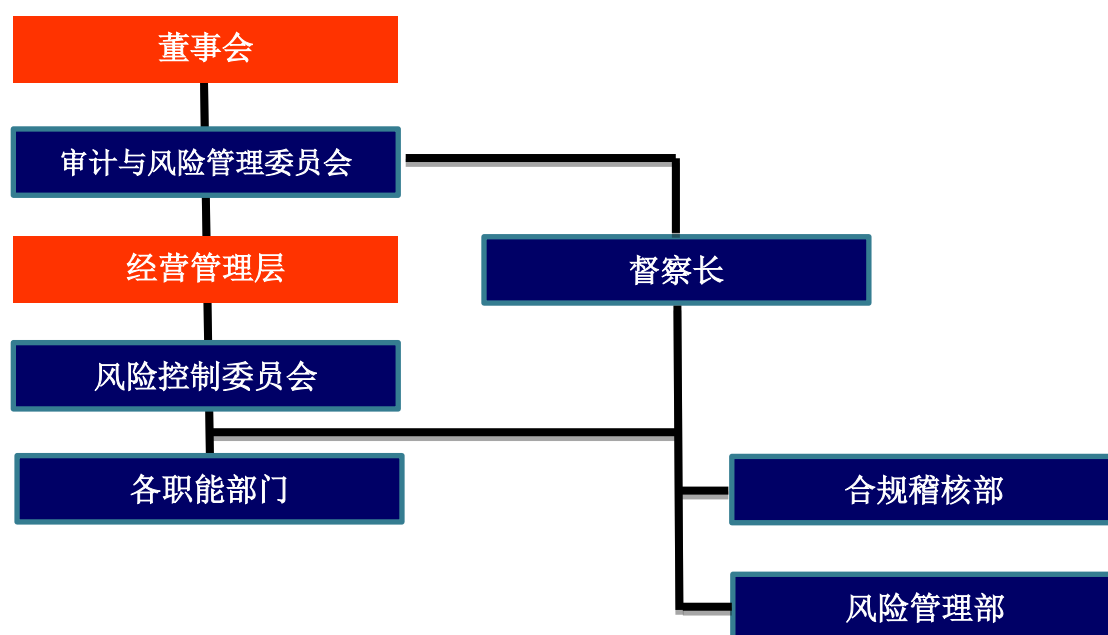 董事会
审计与风险管理委员会
经营管理层
督察长
风险控制委员会
各职能部门
合规稽核部
风险管理部